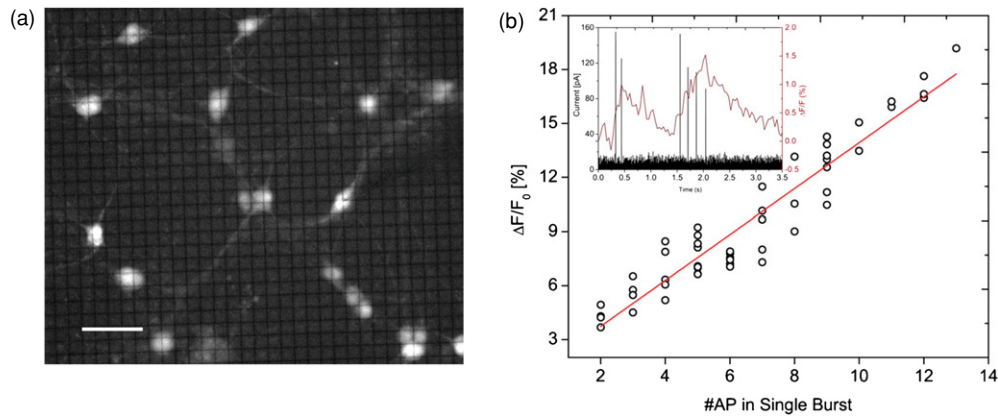 (a)
(b)
ΔF/F0 [%]
21
18
15
12
9
6
3
2 4 6 8 10 12 14
#AP in Single Burst
Current [pA]
160
120
80
40
0
0.0 0.5 1.0 1.5 2.0 2.5 3.0 3.5
Time (s)
2.0
1.5
1.0
0.5
0.0
-0.5
ΔF/F (%)